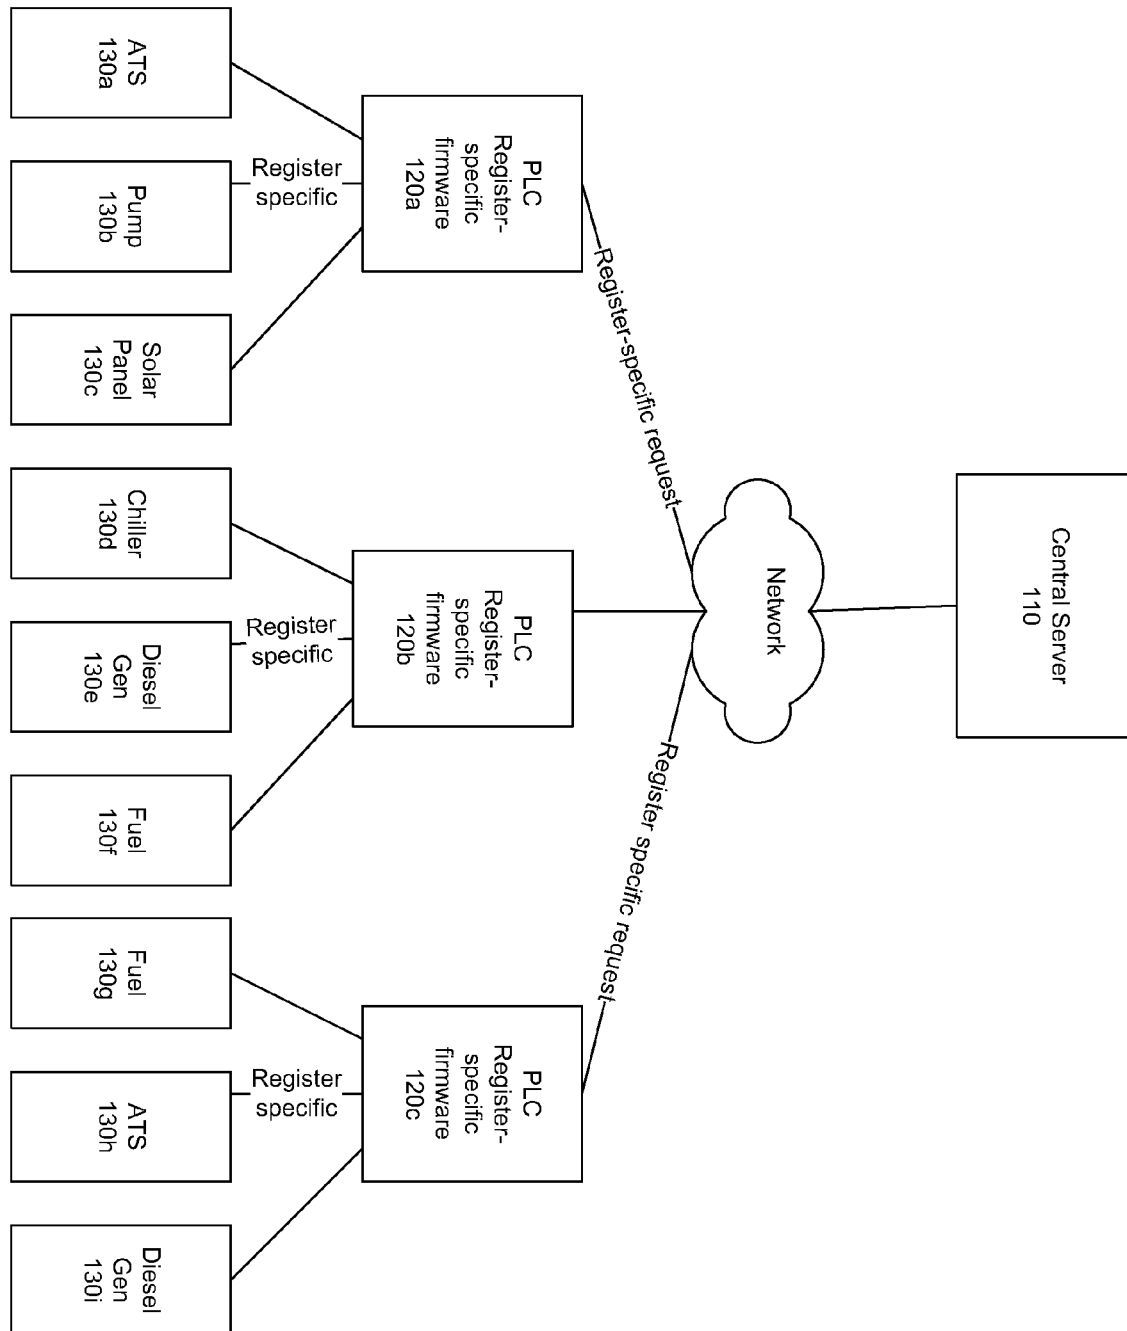 Central Server
110
Network
Register-specific request
Register specific request
PLC
Register-
specific
firmware
120a
PLC
Register-
specific
firmware
120b
PLC
Register-
specific
firmware
120c
Register
specific
Register
specific
Register
specific
ATS
130a
Pump
130b
Solar
Panel
130c
Chiller
130d
Diesel
Gen
130e
Fuel
130f
Fuel
130g
ATS
130h
Diesel
Gen
130i